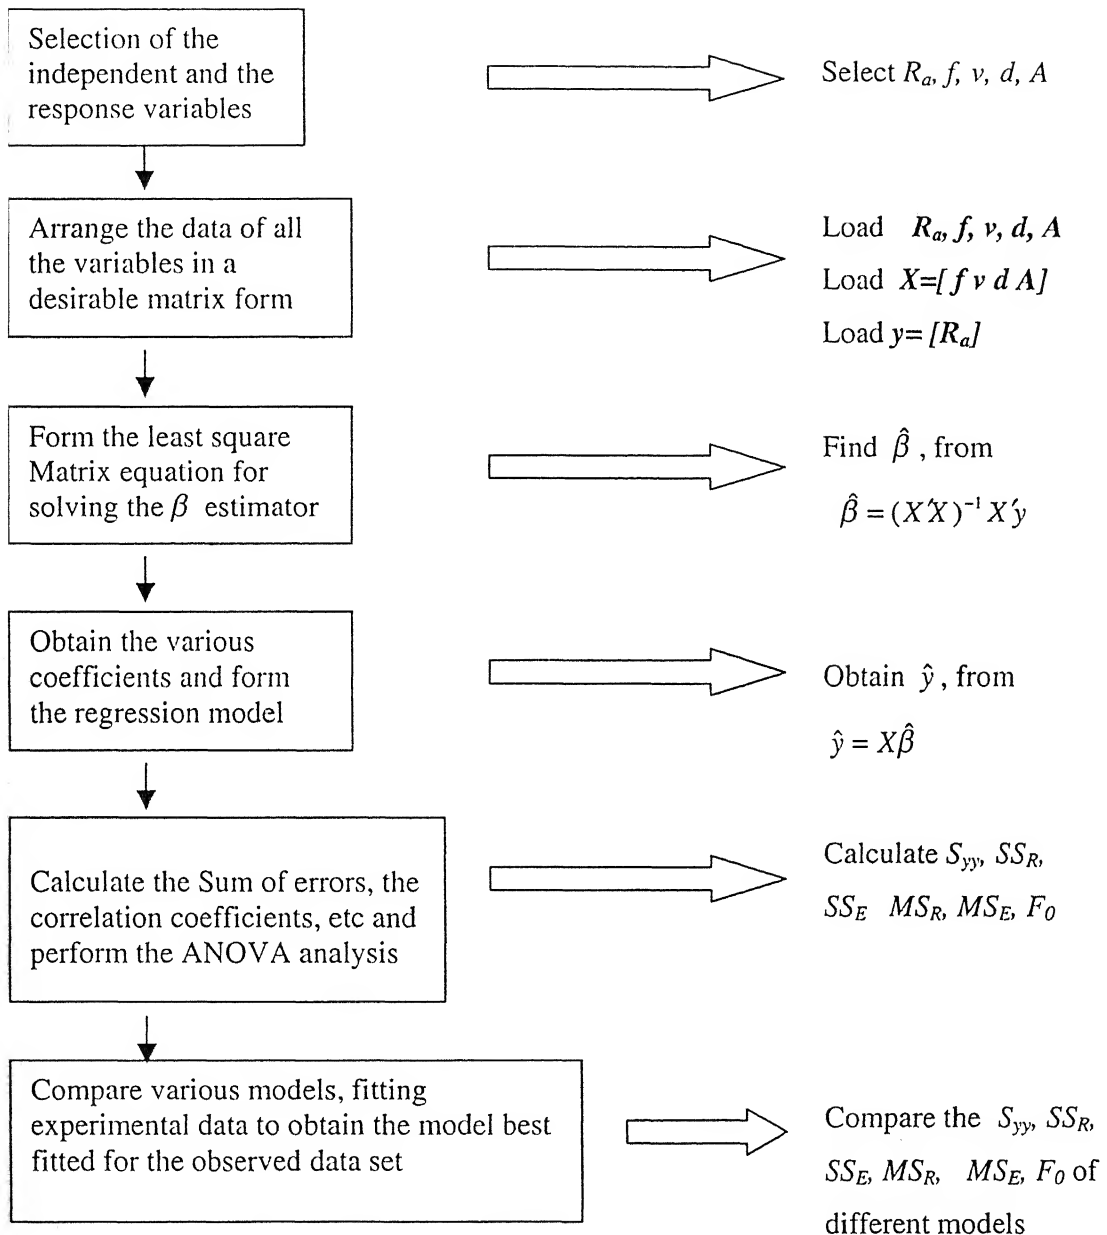 Selection of the
independent and the
response variables
Select Ra, f, v, d, A
Arrange the data of all
the variables in a
desirable matrix form
Load Ra, f, v, d, A
Load X=[f v d A]
Load y= [Ra]
Form the least square
Matrix equation for
solving the β estimator
Find β̂ , from
β̂ = (X′X)⁻¹ X′y
Obtain the various
coefficients and form
the regression model
Obtain ŷ , from
ŷ = Xβ̂
Calculate the Sum of errors, the
correlation coefficients, etc and
perform the ANOVA analysis
Calculate Syy, SSR,
SSE MSR, MSE, F0
Compare various models, fitting
experimental data to obtain the model best
fitted for the observed data set
Compare the Syy, SSR,
SSE, MSR, MSE, F0 of
different models